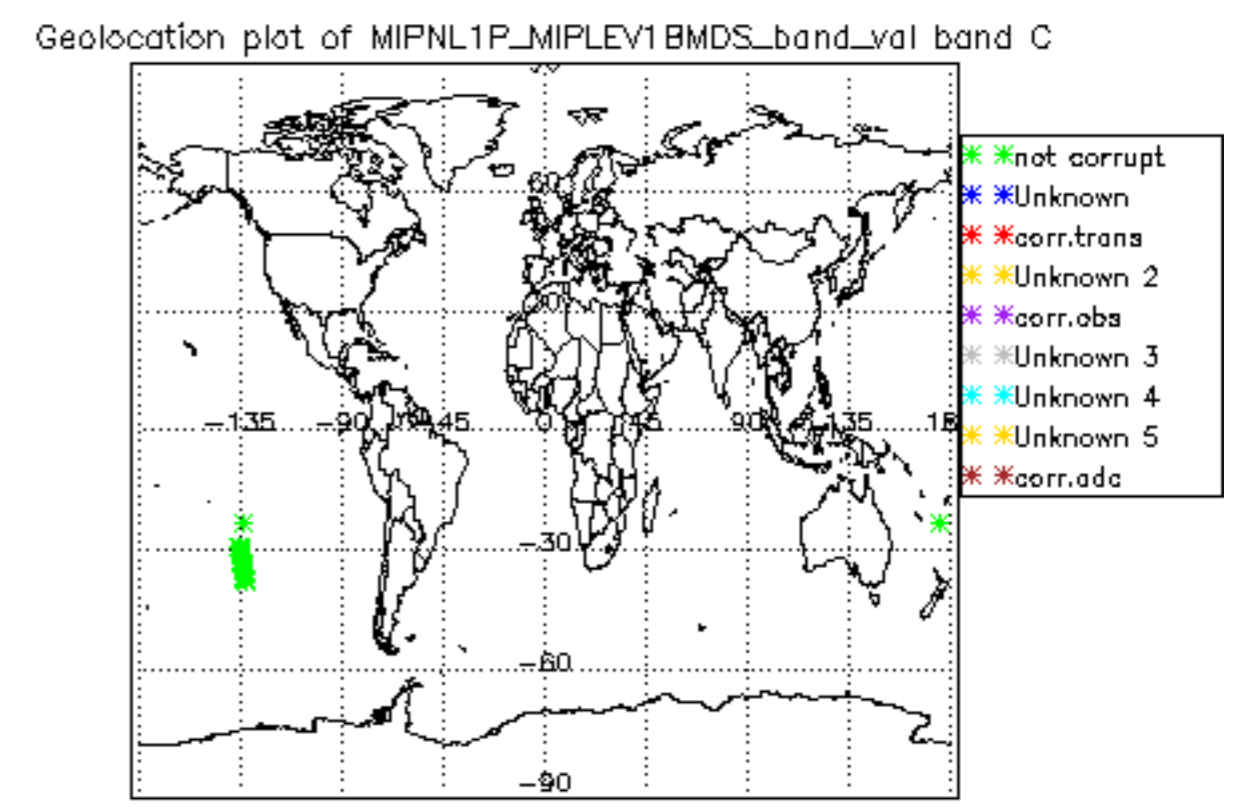 Geolocation plot of MIPNL1P_MIPLEV1BMDS_band_val band C
not corrupt
Unknown
corr.trans
Unknown 2
corr.obs
Unknown 3
Unknown 4
Unknown 5
corr.adc
60
-135 -90 -45 0 45 90 135
-30
-60
-90